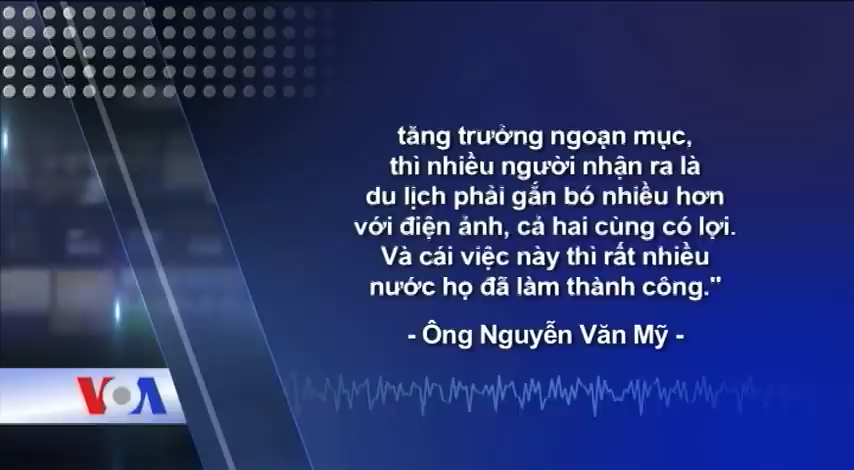 tăng trưởng ngoạn mục,
thì nhiều người nhận ra là
du lịch phải gắn bó nhiều hơn
với điện ảnh, cả hai cùng có lợi.
Và cái việc này thì rất nhiều
nước họ đã làm thành công."
- Ông Nguyễn Văn Mỹ -
VOA